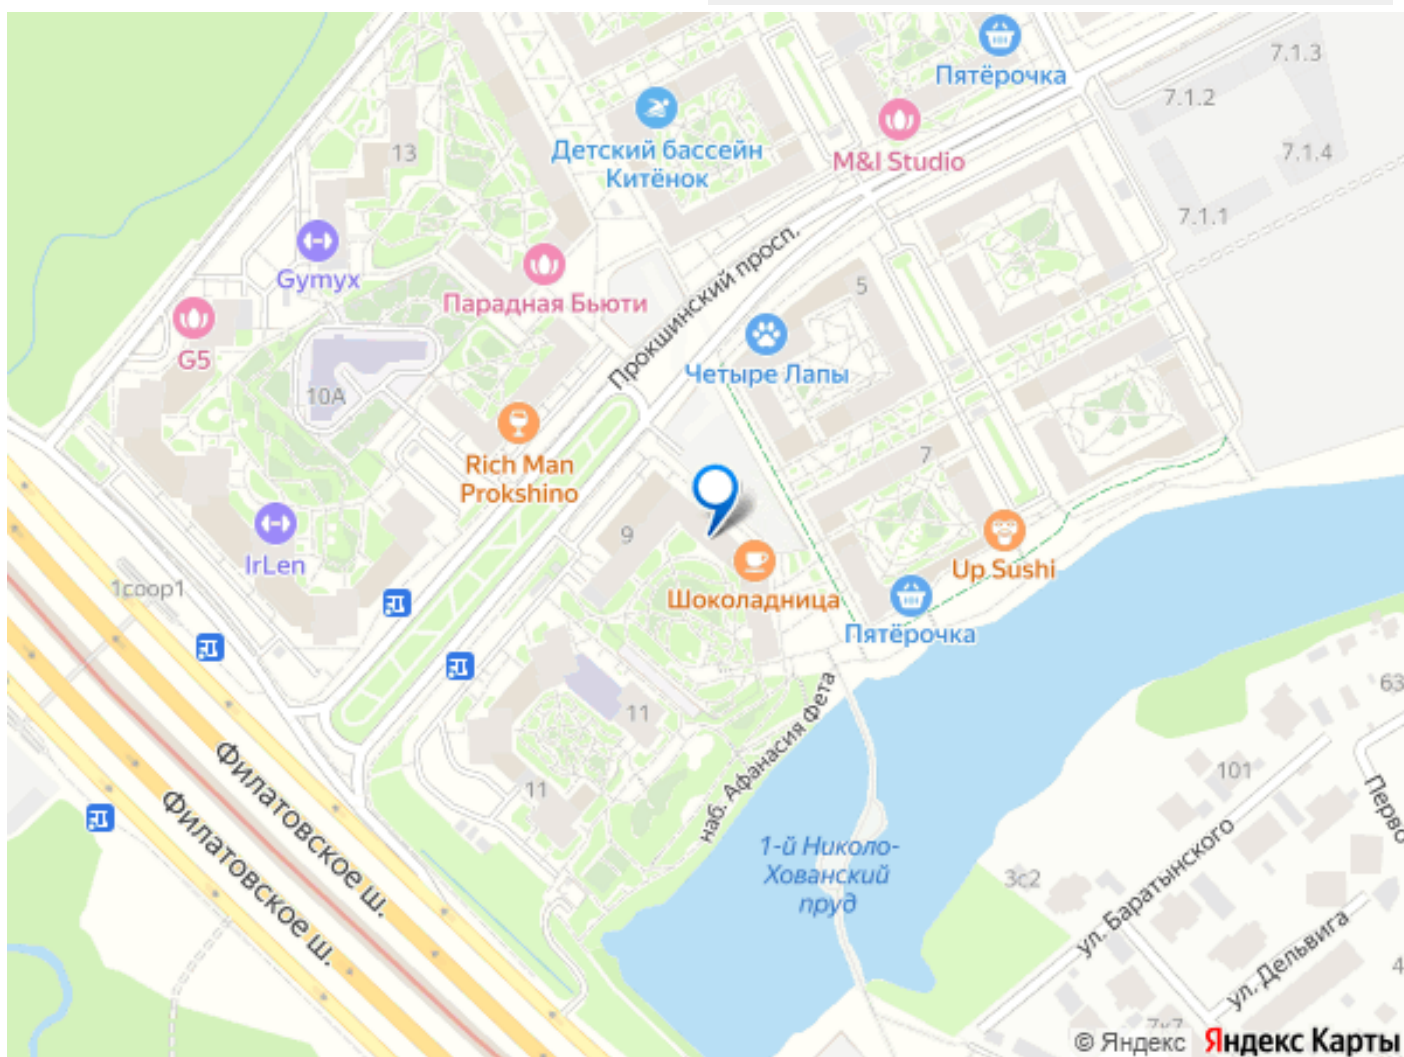 7.1.3
Пятёрочка
7.1.2
M&I Studio
Детский бассейн
Китёнок
13
7.1.4
7.1.1
Gymyx
Парадная Бьюти
Прокшинский просп.
5
G5
Четыре Лапы
10А
Rich Man
Prokshino
7
9
IrLen
Up Sushi
1соор1
Шоколадница
Пятёрочка
63
наб. Афанасия Фета
11
11
101
Филатовское ш.
Филатовское ш.
Перво
1-й Николо-
Хованский
пруд
3с2
ул. Баратынского
ул. Дельвига
4
7к7
© Яндекс Яндекс Карты